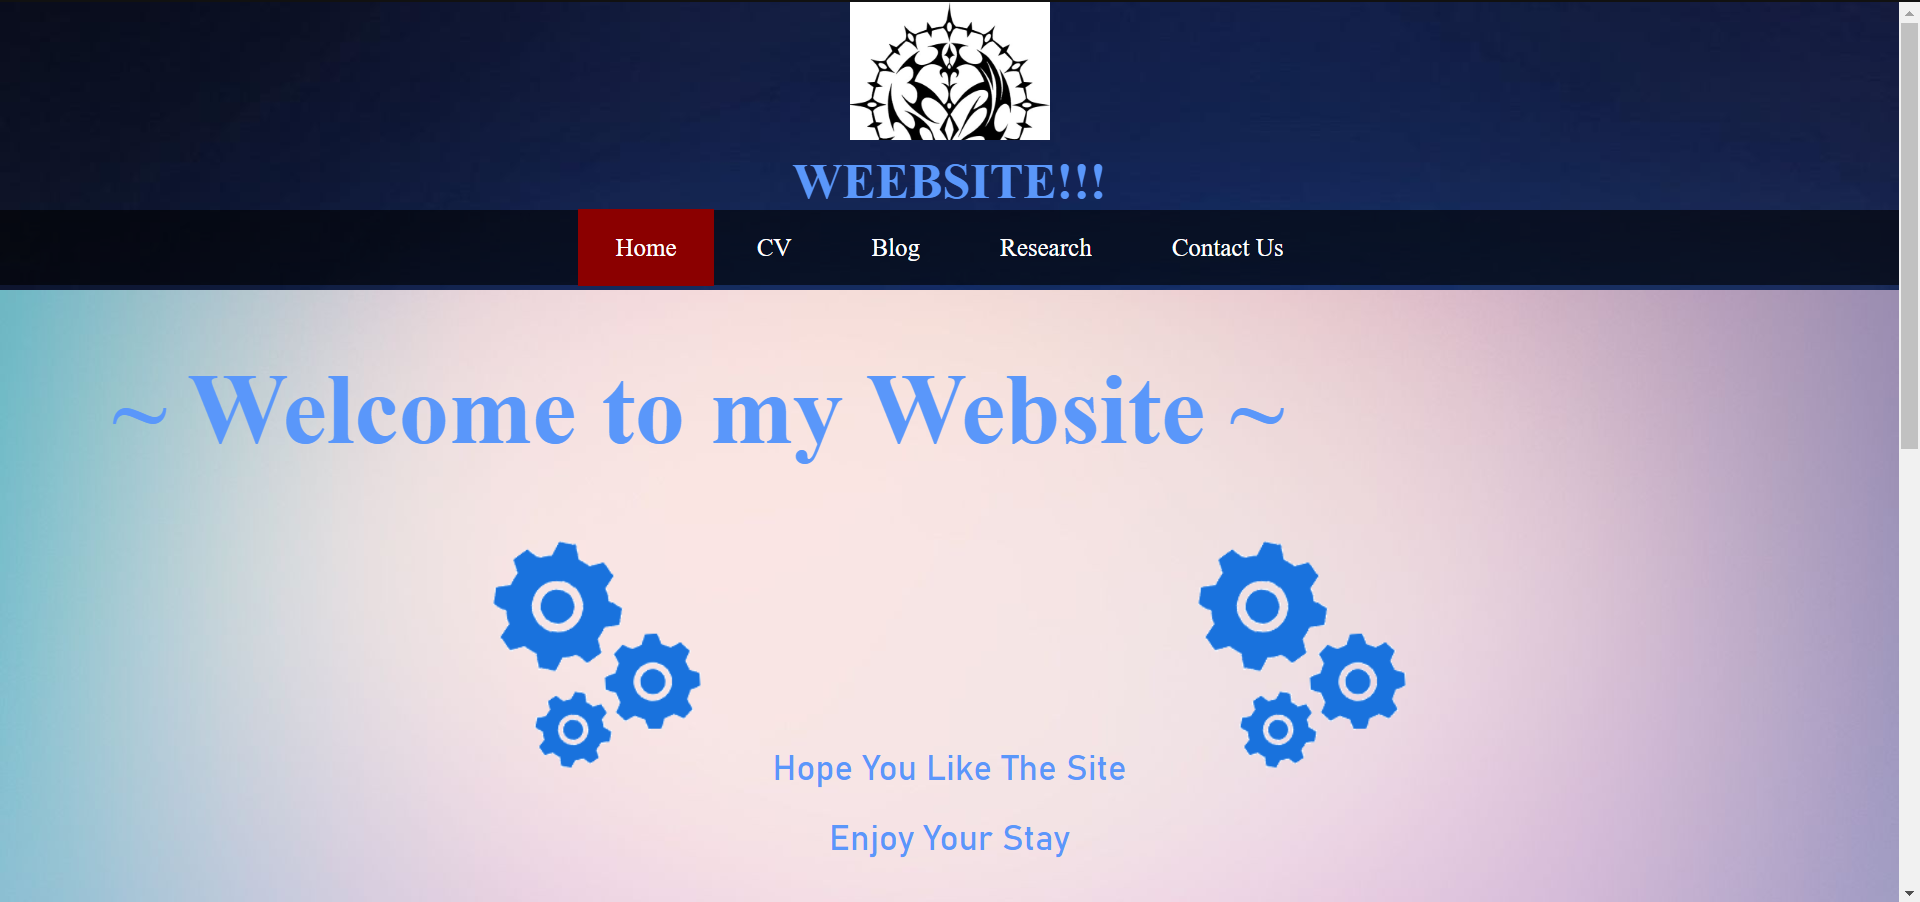 WEEBSITE!!!
Home CV Blog Research Contact Us
~ Welcome to my Website ~
Hope You Like The Site
Enjoy Your Stay